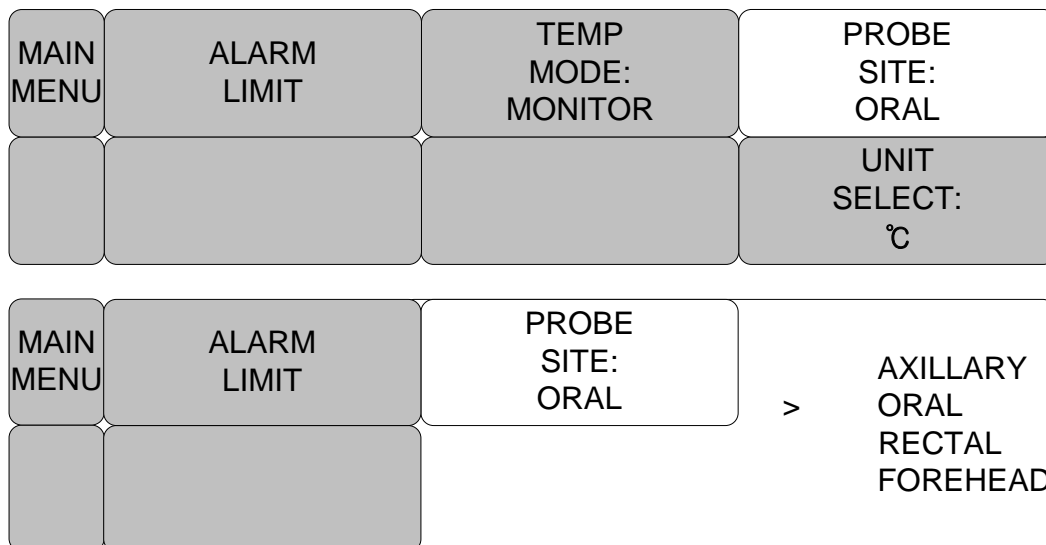 MAIN
MENU
ALARM
LIMIT
TEMP
MODE:
MONITOR
PROBE
SITE:
ORAL
UNIT
SELECT:
℃
MAIN
MENU
ALARM
LIMIT
PROBE
SITE:
ORAL
>
AXILLARY
ORAL
RECTAL
FOREHEAD